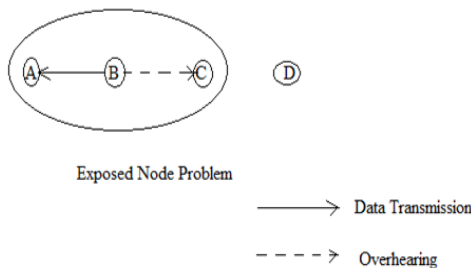 A B C D
Exposed Node Problem
Data Transmission
Overhearing